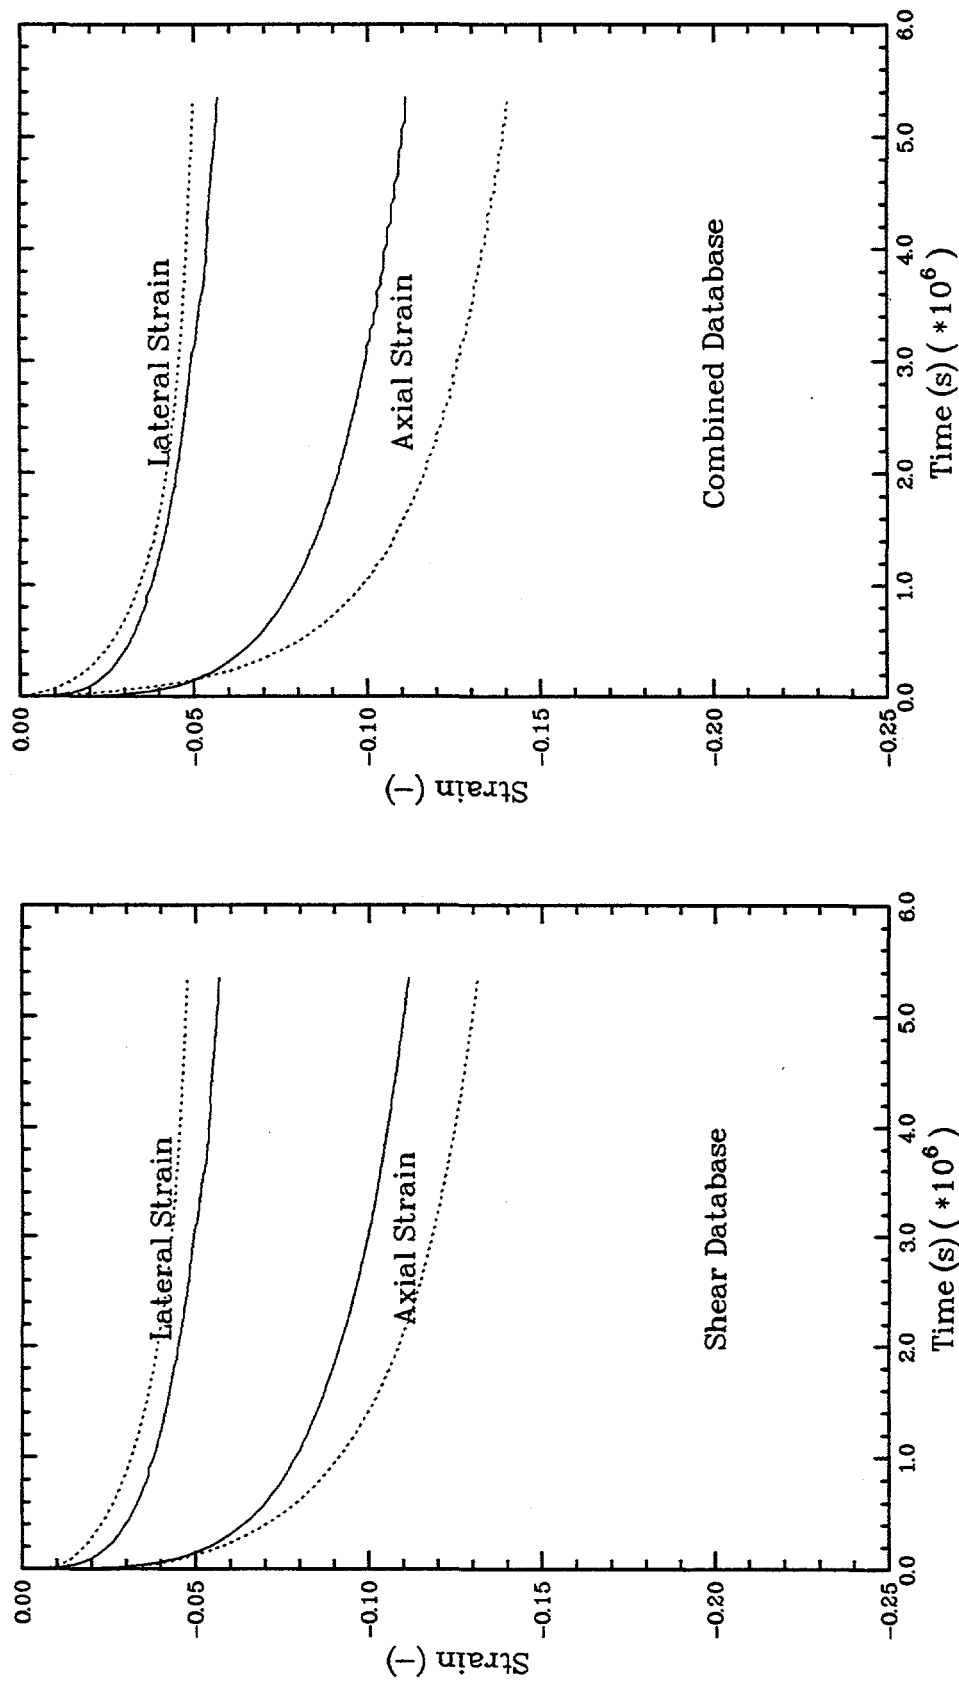 0.00
-0.05
-0.10
-0.15
-0.20
-0.25
Strain (-)
Lateral Strain
Axial Strain
Shear Database
0.0 1.0 2.0 3.0 4.0 5.0 6.0
Time (s) ( *10⁶ )
0.00
-0.05
-0.10
-0.15
-0.20
-0.25
Strain (-)
Lateral Strain
Axial Strain
Combined Database
0.0 1.0 2.0 3.0 4.0 5.0 6.0
Time (s) ( *10⁶ )